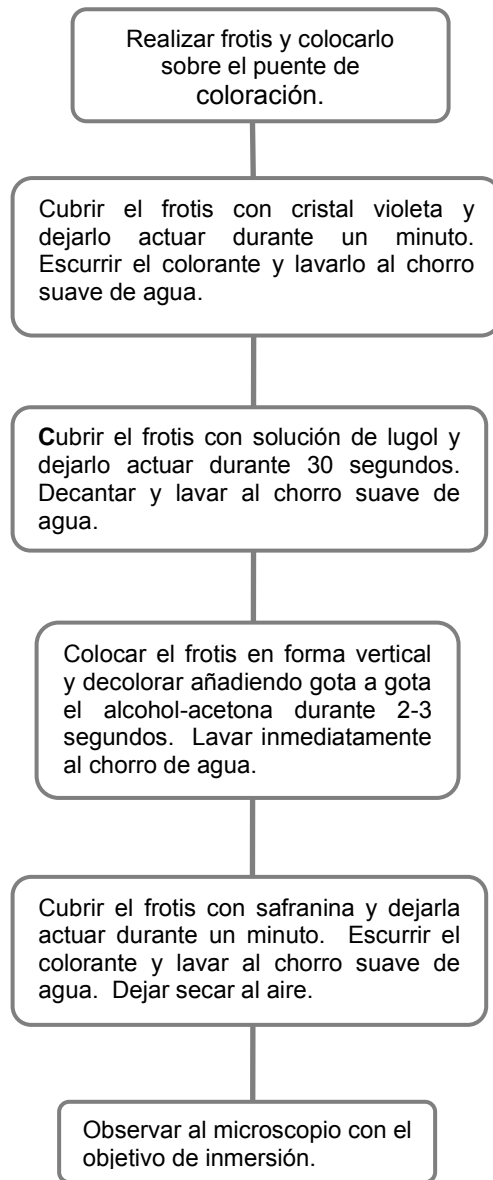 Realizar frotis y colocarlo
sobre el puente de
coloración.
Cubrir el frotis con cristal violeta y
dejarlo actuar durante un minuto.
Escurrir el colorante y lavarlo al chorro
suave de agua.
Cubrir el frotis con solución de lugol y
dejarlo actuar durante 30 segundos.
Decantar y lavar al chorro suave de
agua.
Colocar el frotis en forma vertical
y decolorar añadiendo gota a gota
el alcohol-acetona durante 2-3
segundos. Lavar inmediatamente
al chorro de agua.
Cubrir el frotis con safranina y dejarla
actuar durante un minuto. Escurrir el
colorante y lavar al chorro suave de
agua. Dejar secar al aire.
Observar al microscopio con el
objetivo de inmersión.